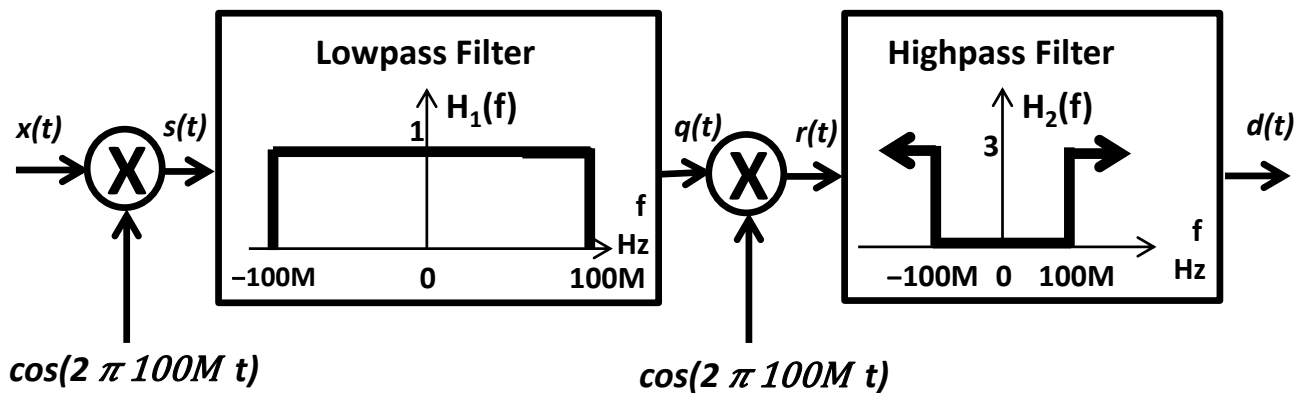 Lowpass Filter
Highpass Filter
x(t)
s(t)
H₁(f)
1
q(t)
r(t)
H₂(f)
3
d(t)
X
X
f
Hz
−100M
0
100M
f
Hz
−100M
0
100M
cos(2 π 100M t)
cos(2 π 100M t)